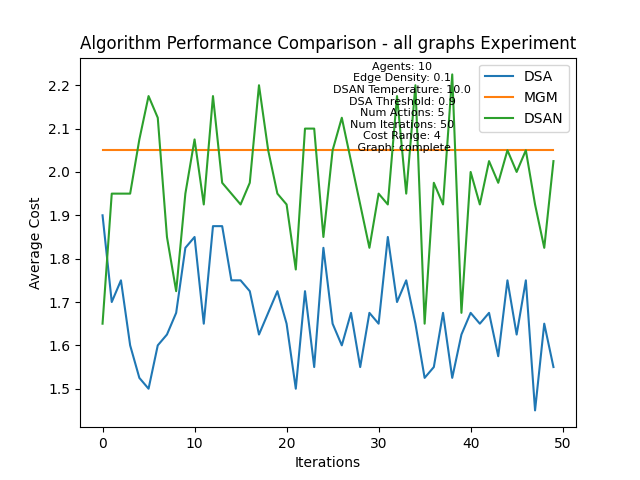 Algorithm Performance Comparison - all graphs Experiment
Agents: 10
Edge Density: 0.1
DSAN Temperature: 10.0
DSA Threshold: 0.9
Num Actions: 5
Num Iterations: 50
Cost Range: 4
Graph: complete
DSA
MGM
DSAN
Average Cost
2.2
2.1
2.0
1.9
1.8
1.7
1.6
1.5
0 10 20 30 40 50
Iterations